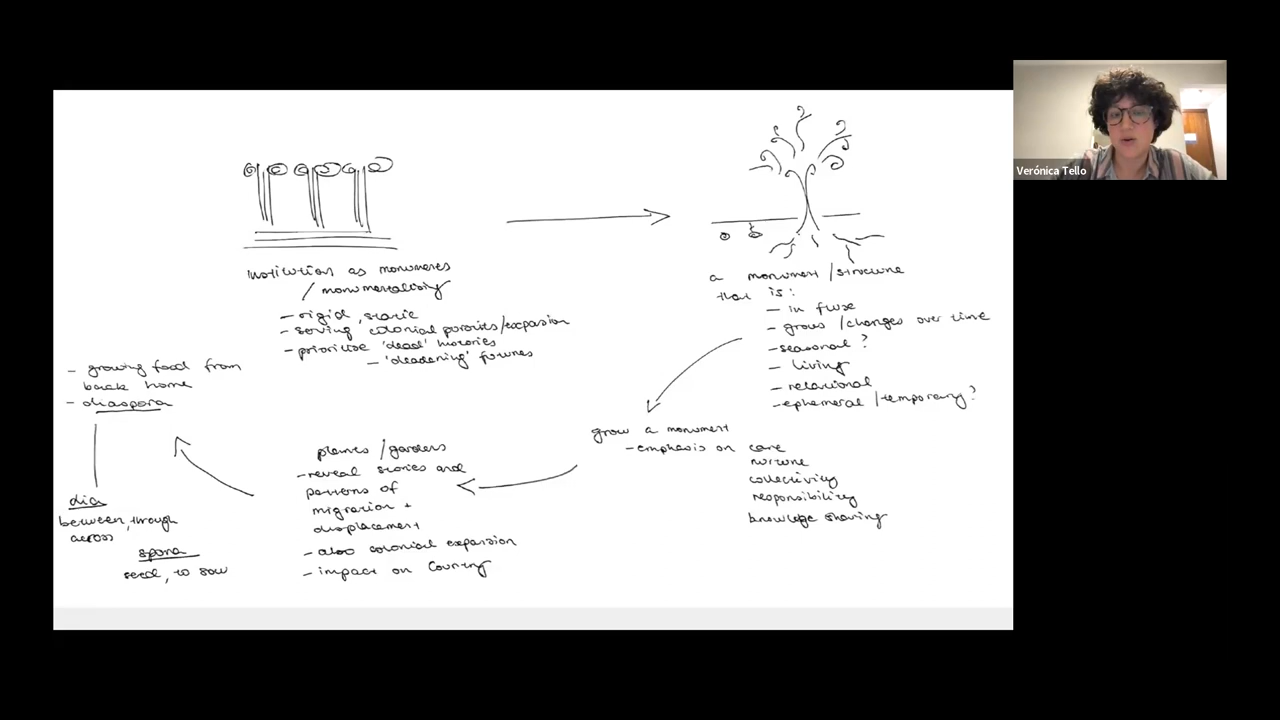 Verónica Tello
institutions as monuments
/ monumentalising
- rigid, static
- serving colonial priorities/expansion
- prioritise 'dead' histories
- 'deadening' futures
a monument/structure
that is:
- in flux
- grows/changes over time
- seasonal?
- living
- relational
- ephemeral/temporary?
grow a monument
- emphasis on care
nurture
collectivity
responsibility
knowledge sharing
plants/gardens
- reveal stories and
patterns of
migration +
displacement
- also colonial expansion
- impact on Country
- growing food from
back home
- diaspora
dia
between, through
across
spora
seed, to sow